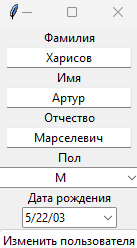 Фамилия
Харисов
Имя
Артур
Отчество
Марселевич
Пол
М
Дата рождения
5/22/03
Изменить пользователя